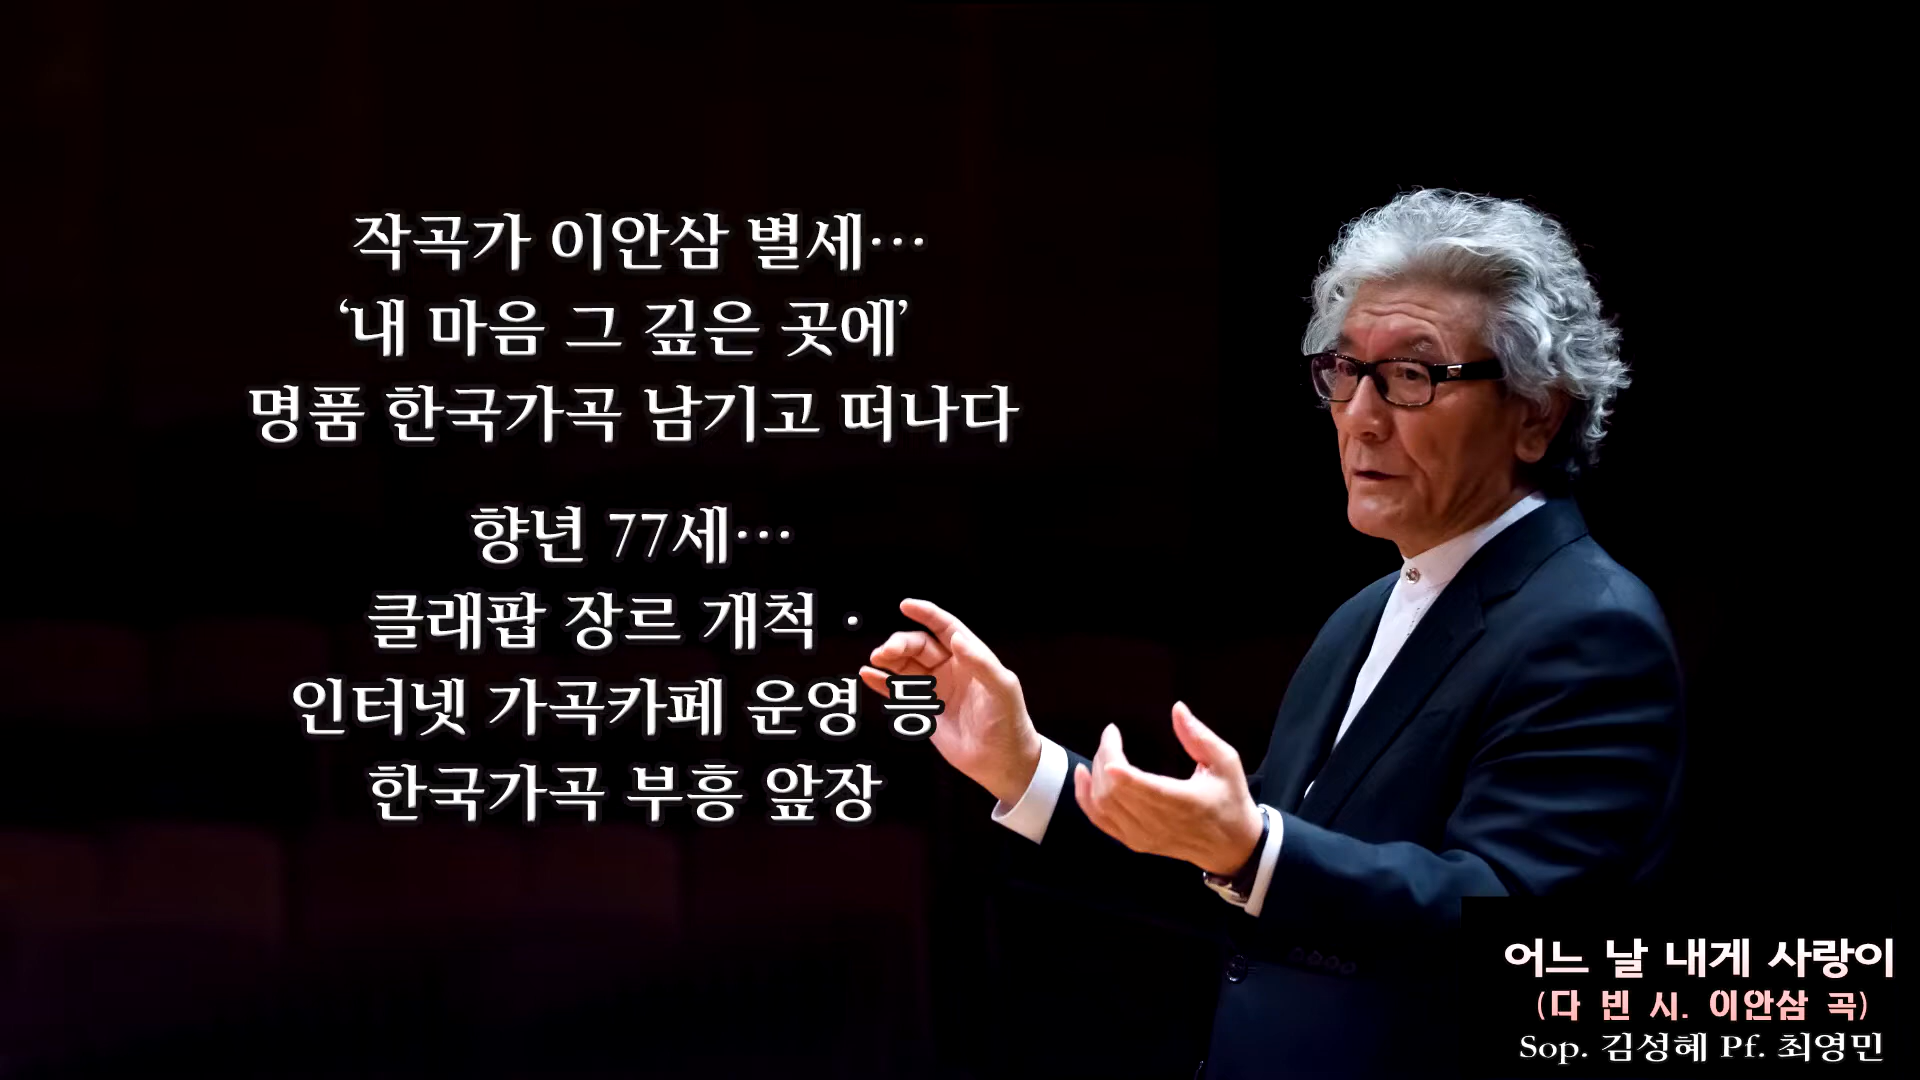 작곡가 이안삼 별세…
‘내 마음 그 깊은 곳에’
명품 한국가곡 남기고 떠나다
향년 77세…
클래팝 장르 개척 ·
인터넷 가곡카페 운영 등
한국가곡 부흥 앞장
어느 날 내게 사랑이
(다 빈 시. 이안삼 곡)
Sop. 김성혜 Pf. 최영민